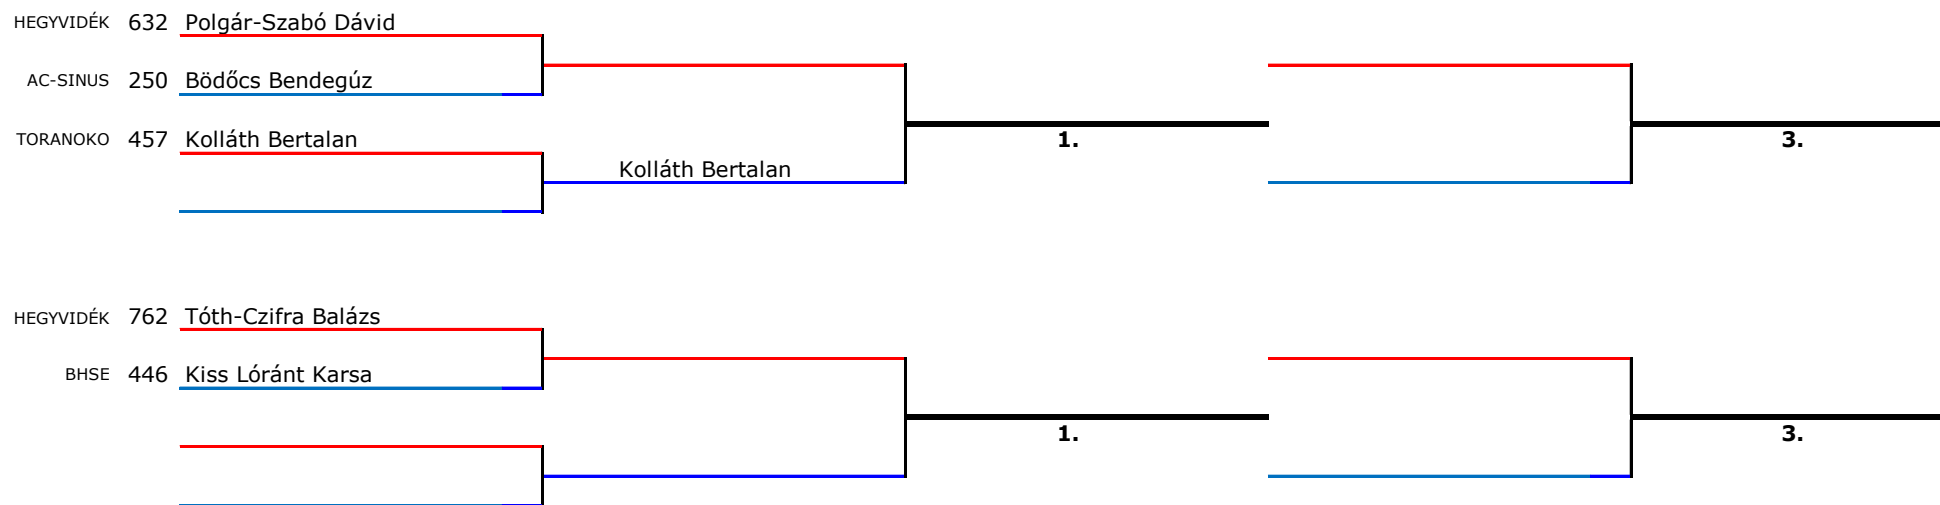 HEGYVIDÉK 632 Polgár-Szabó Dávid
AC-SINUS 250 Bödőcs Bendegúz
TORANOKO 457 Kolláth Bertalan
1.
3.
Kolláth Bertalan
HEGYVIDÉK 762 Tóth-Czifra Balázs
BHSE 446 Kiss Lóránt Karsa
1.
3.